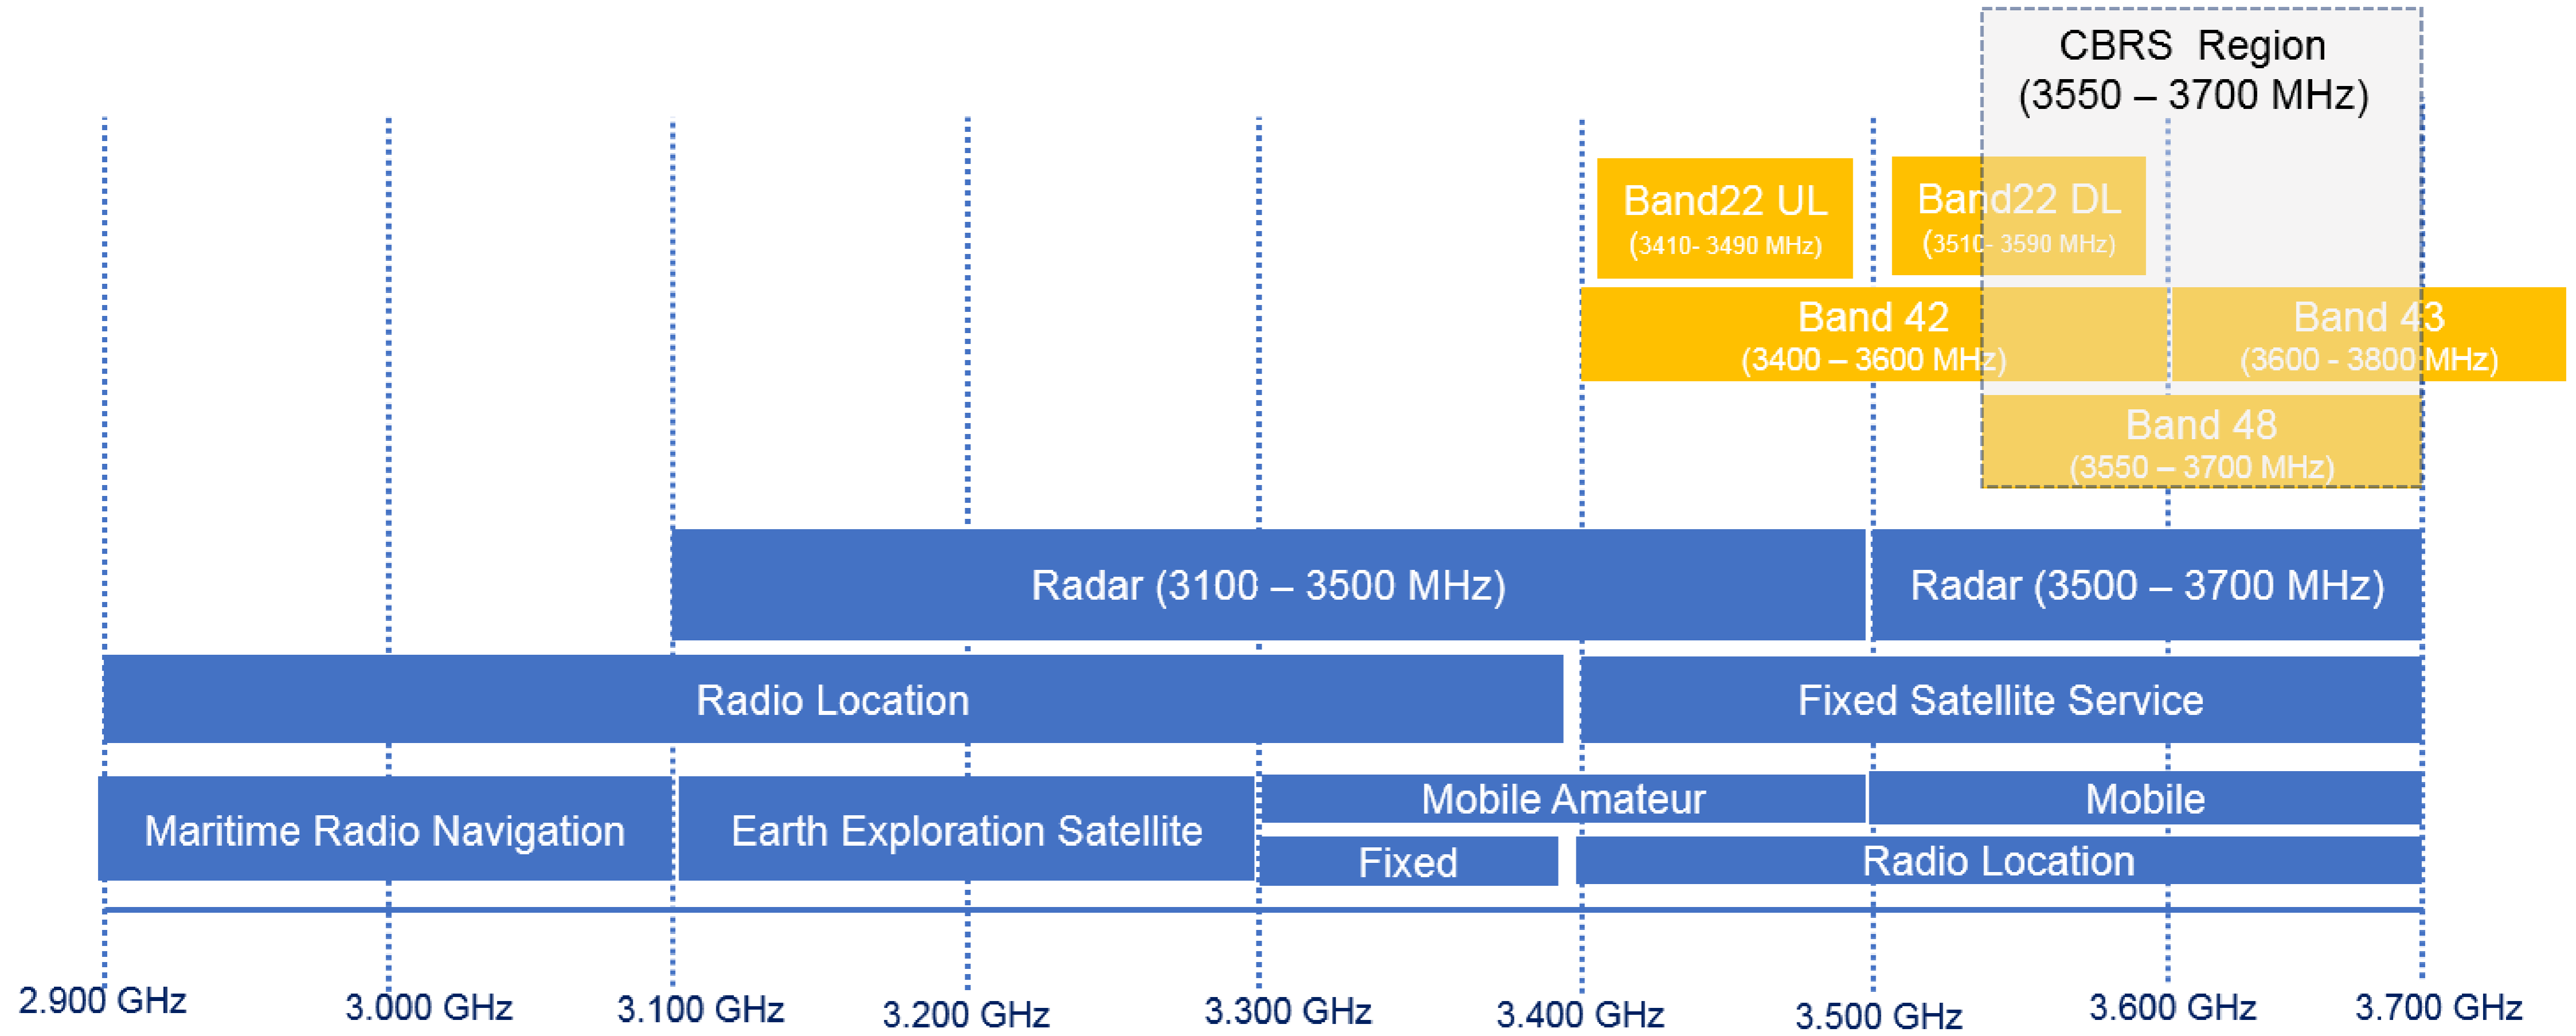 CBRS Region
(3550 – 3700 MHz)
Band22 UL
(3410- 3490 MHz)
Band22 DL
(3510- 3590 MHz)
Band 42
(3400 – 3600 MHz)
Band 43
(3600 - 3800 MHz)
Band 48
(3550 – 3700 MHz)
Radar (3100 – 3500 MHz)
Radar (3500 – 3700 MHz)
Radio Location
Fixed Satellite Service
Maritime Radio Navigation
Earth Exploration Satellite
Mobile Amateur
Mobile
Fixed
Radio Location
2.900 GHz
3.000 GHz
3.100 GHz
3.200 GHz
3.300 GHz
3.400 GHz
3.500 GHz
3.600 GHz
3.700 GHz